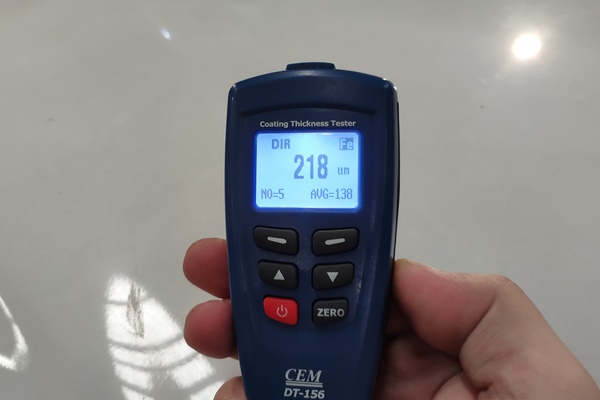 Coating Thickness Tester
DIR Fe
218 um
NO=5 AVG=138
ZERO
CEM
DT-156